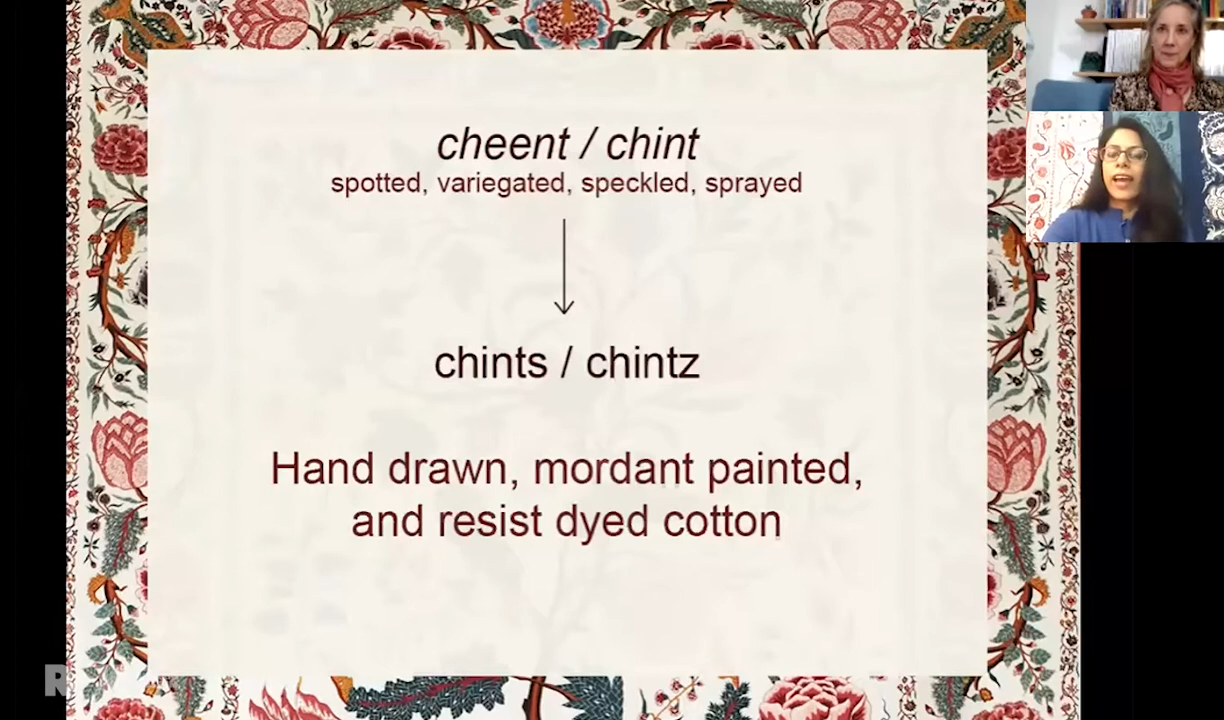 cheent / chint
spotted, variegated, speckled, sprayed
chints / chintz
Hand drawn, mordant painted,
and resist dyed cotton